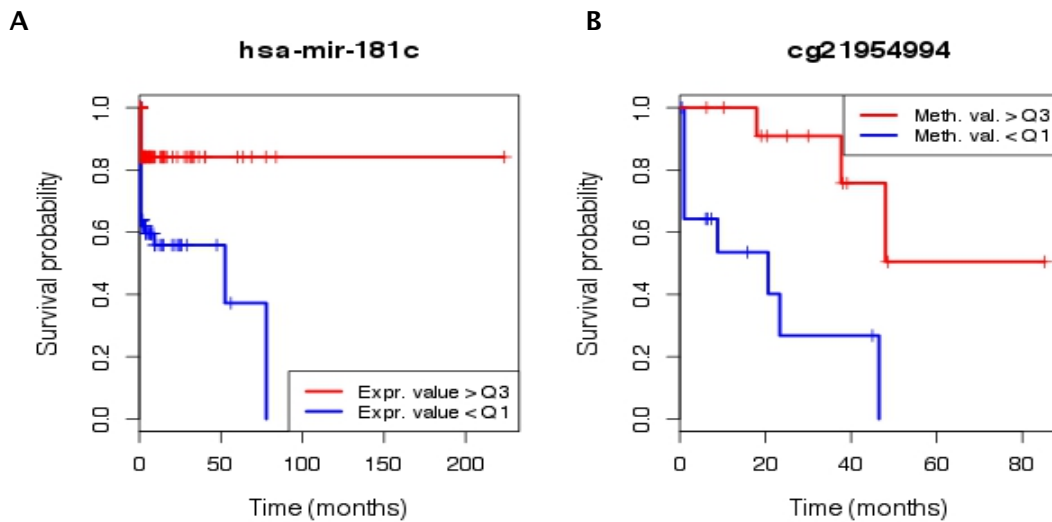 A
hsa-mir-181c
Survival probability
1.0
0.8
0.6
0.4
0.2
0.0
Expr. value > Q3
Expr. value < Q1
0 50 100 150 200
Time (months)
B
cg21954994
Survival probability
1.0
0.8
0.6
0.4
0.2
0.0
Meth. val. > Q3
Meth. val. < Q1
0 20 40 60 80
Time (months)